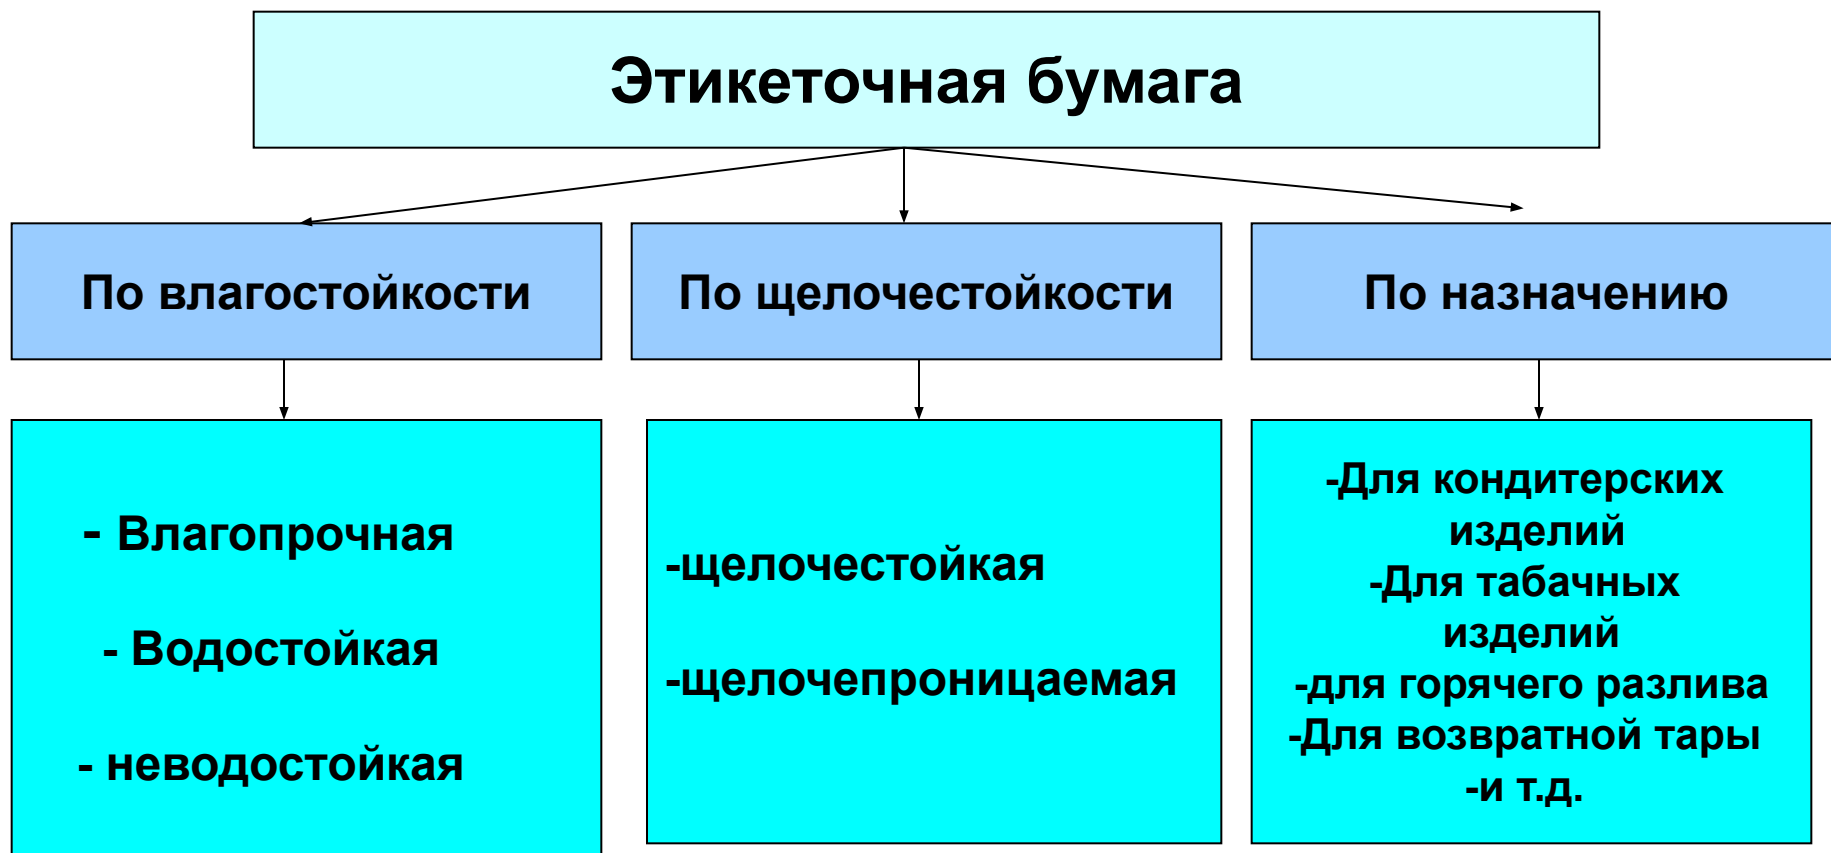 Этикеточная бумага
По влагостойкости
По щелочестойкости
По назначению
- Влагопрочная
- Водостойкая
- неводостойкая
-щелочестойкая
-щелочепроницаемая
-Для кондитерских
изделий
-Для табачных
изделий
-для горячего разлива
-Для возвратной тары
-и т.д.